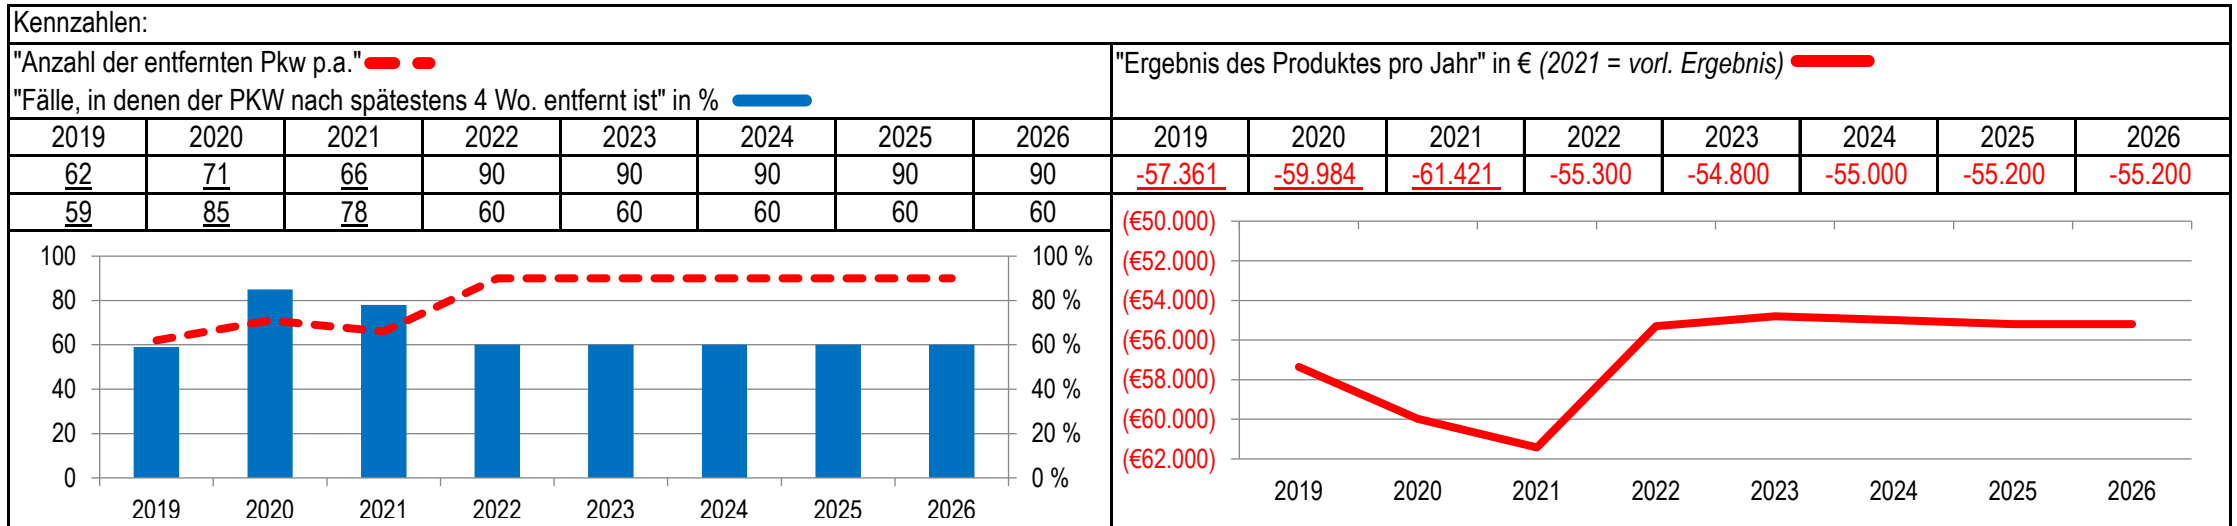 Kennzahlen:
"Anzahl der entfernten Pkw p.a."
"Fälle, in denen der PKW nach spätestens 4 Wo. entfernt ist" in %
2019 2020 2021 2022 2023 2024 2025 2026
62 71 66 90 90 90 90 90
59 85 78 60 60 60 60 60
100
80
60
40
20
0
100 %
80 %
60 %
40 %
20 %
0 %
2019 2020 2021 2022 2023 2024 2025 2026
"Ergebnis des Produktes pro Jahr" in € (2021 = vorl. Ergebnis)
2019 2020 2021 2022 2023 2024 2025 2026
-57.361 -59.984 -61.421 -55.300 -54.800 -55.000 -55.200 -55.200
(€50.000)
(€52.000)
(€54.000)
(€56.000)
(€58.000)
(€60.000)
(€62.000)
2019 2020 2021 2022 2023 2024 2025 2026